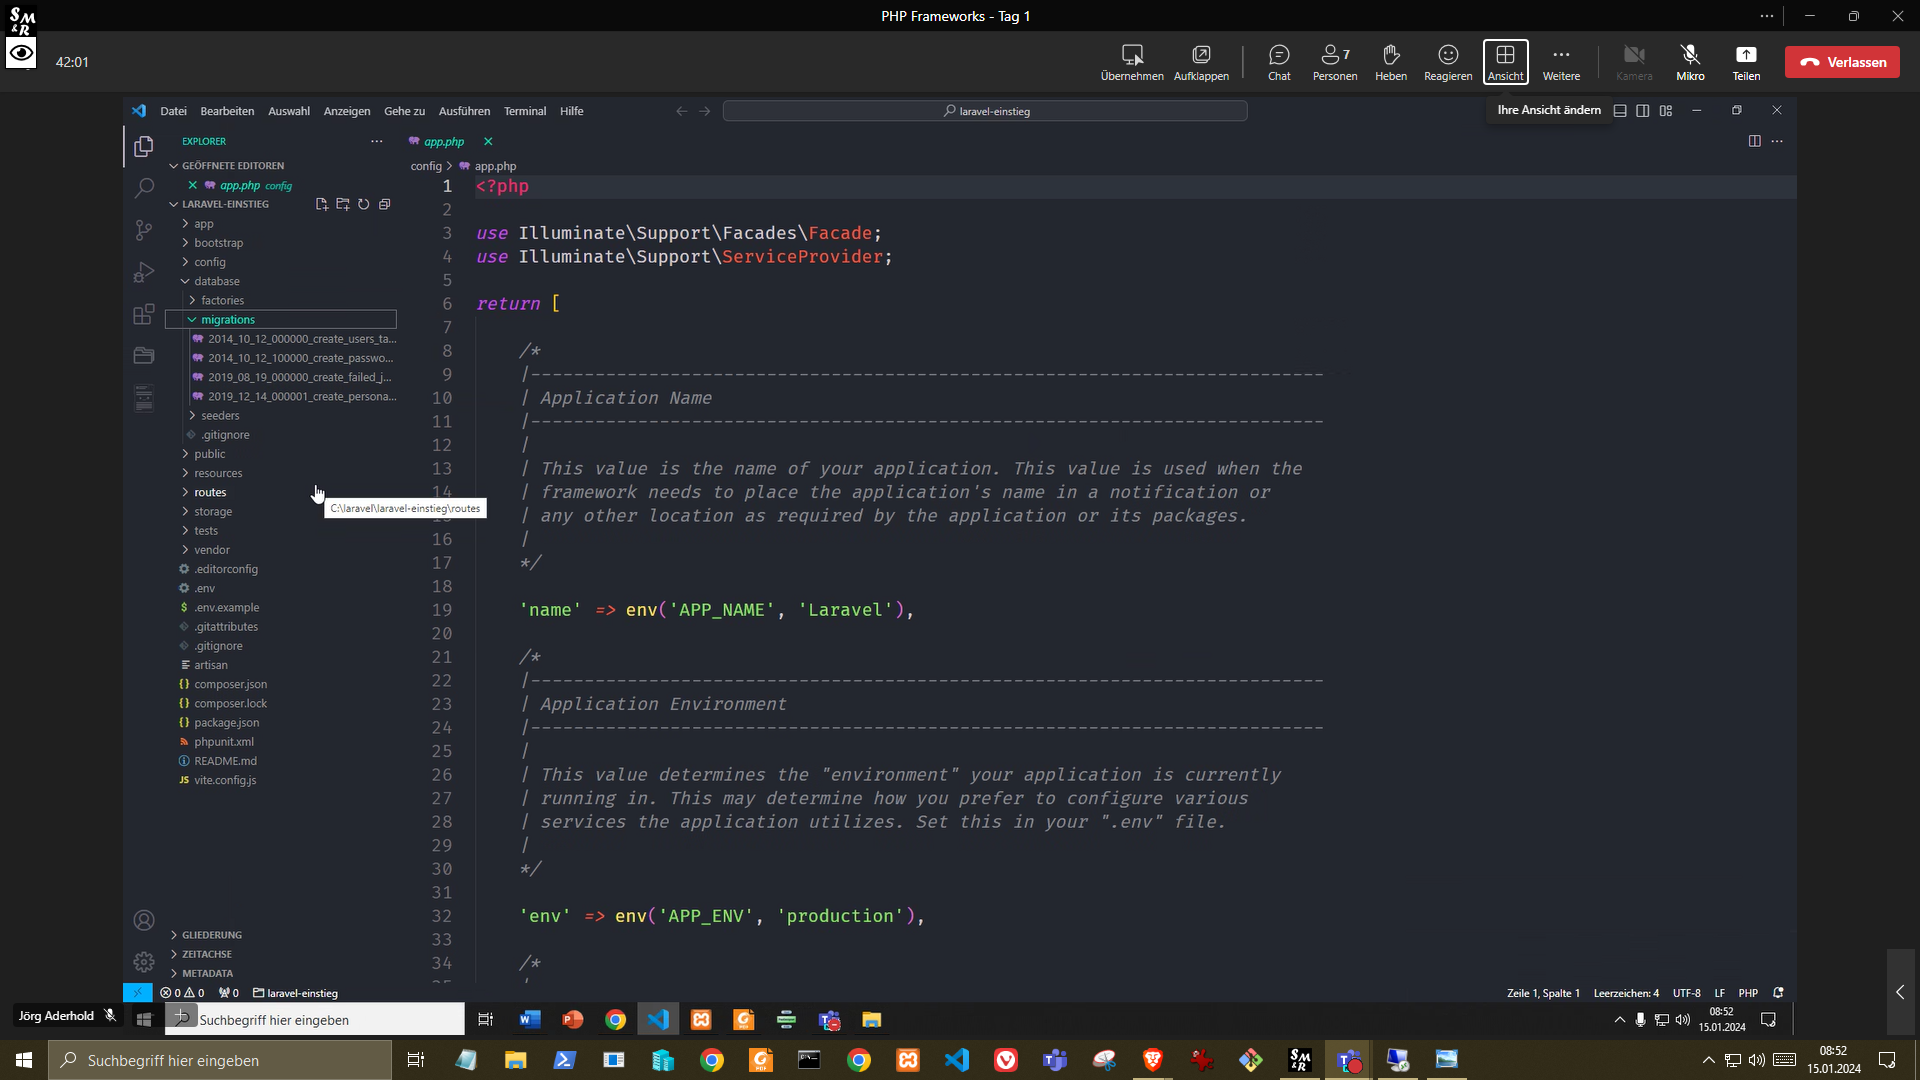 SM&R
PHP Frameworks - Tag 1
42:01
Übernehmen
Aufklappen
Chat
7
Personen
Heben
Reagieren
Ansicht
Weitere
Kamera
Mikro
Teilen
Verlassen
Datei Bearbeiten Auswahl Anzeigen Gehe zu Ausführen Terminal Hilfe
laravel-einstieg
Ihre Ansicht ändern
EXPLORER
GEÖFFNETE EDITOREN
app.php config
LARAVEL-EINSTIEG
app
bootstrap
config
database
factories
migrations
2014_10_12_000000_create_users_ta...
2014_10_12_100000_create_passwo...
2019_08_19_000000_create_failed_j...
2019_12_14_000001_create_persona...
seeders
.gitignore
public
resources
routes
C:\laravel\laravel-einstieg\routes
storage
tests
vendor
.editorconfig
.env
.env.example
.gitattributes
.gitignore
artisan
composer.json
composer.lock
package.json
phpunit.xml
README.md
vite.config.js
GLIEDERUNG
ZEITACHSE
METADATA
app.php
config > app.php
1 <?php
2
3 use Illuminate\Support\Facades\Facade;
4 use Illuminate\Support\ServiceProvider;
5
6 return [
7
8 /*
9 |--------------------------------------------------------------------------
10 | Application Name
11 |--------------------------------------------------------------------------
12 |
13 | This value is the name of your application. This value is used when the
14 | framework needs to place the application's name in a notification or
15 | any other location as required by the application or its packages.
16 |
17 */
18
19 'name' => env('APP_NAME', 'Laravel'),
20
21 /*
22 |--------------------------------------------------------------------------
23 | Application Environment
24 |--------------------------------------------------------------------------
25 |
26 | This value determines the "environment" your application is currently
27 | running in. This may determine how you prefer to configure various
28 | services the application utilizes. Set this in your ".env" file.
29 |
30 */
31
32 'env' => env('APP_ENV', 'production'),
33
34 /*
0 0 0 laravel-einstieg
Zeile 1, Spalte 1 Leerzeichen: 4 UTF-8 LF PHP
Jörg Aderhold
Suchbegriff hier eingeben
08:52
15.01.2024
Suchbegriff hier eingeben
08:52
15.01.2024